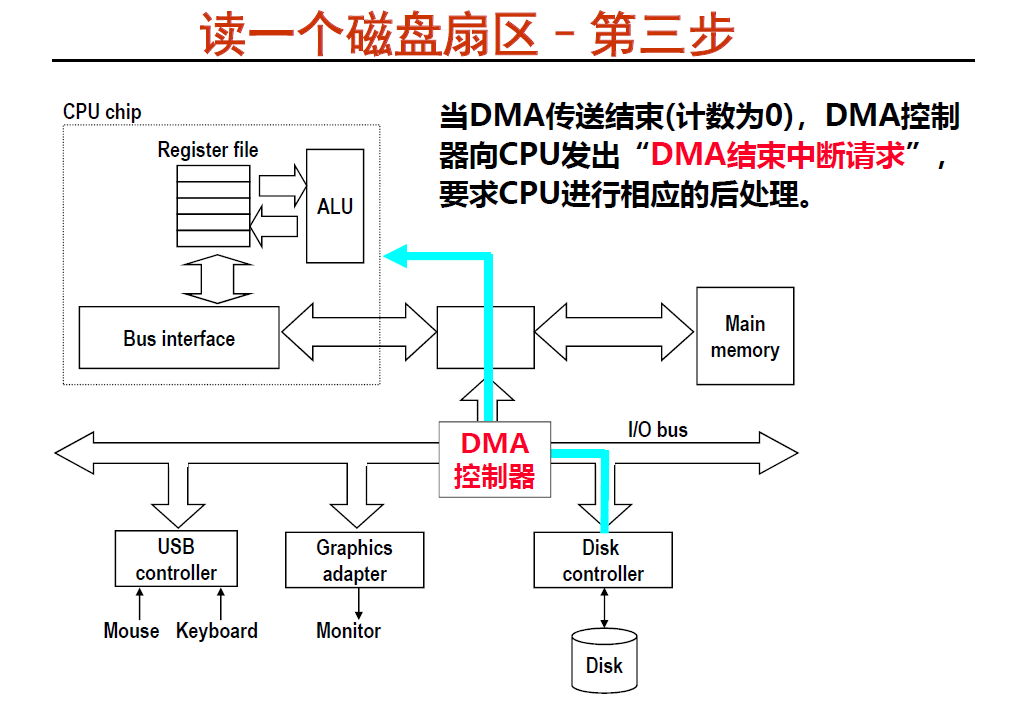 读一个磁盘扇区 - 第三步
CPU chip
当DMA传送结束(计数为0)，DMA控制
器向CPU发出“DMA结束中断请求”，
要求CPU进行相应的后处理。
Register file
ALU
Bus interface
Main
memory
I/O bus
DMA
控制器
USB
controller
Graphics
adapter
Disk
controller
Mouse
Keyboard
Monitor
Disk